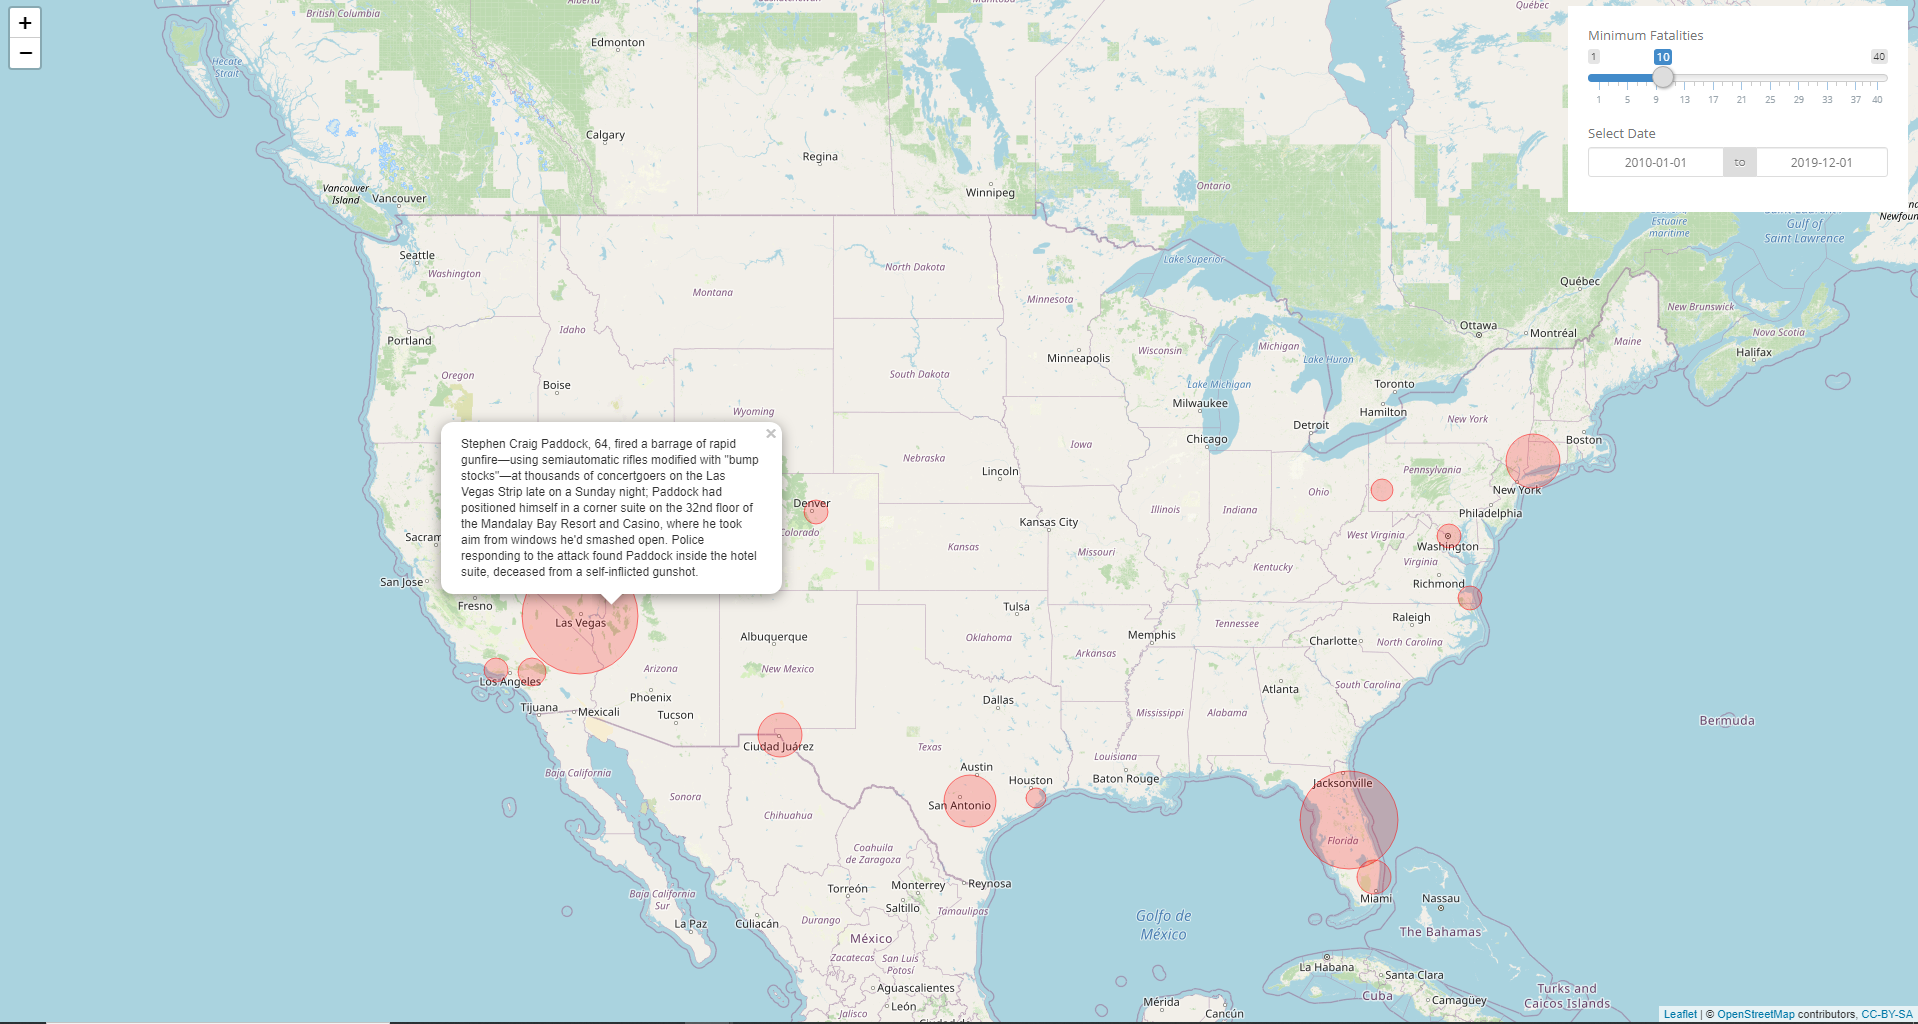 +
−
Minimum Fatalities
1
10
40
1 5 9 13 17 21 25 29 33 37 40
Select Date
2010-01-01 to 2019-12-01
British Columbia
Alberta
Québec
Edmonton
Hecate
Strait
Calgary
Regina
Winnipeg
Ontario
Vancouver
Island
Vancouver
Estuaire
maritime
Gulf of
Saint Lawrence
Seattle
Washington
North Dakota
Montana
Minnesota
Lake Superior
Québec
New Brunswick
Nova Scotia
Halifax
Idaho
Portland
Oregon
Boise
South Dakota
Minneapolis
Wisconsin
Michigan
Lake Huron
Ottawa
Montréal
Maine
Toronto
Hamilton
Lake Michigan
Milwaukee
Chicago
Detroit
New York
Boston
Wyoming
Iowa
Nebraska
Lincoln
Pennsylvania
New York
Philadelphia
Ohio
Stephen Craig Paddock, 64, fired a barrage of rapid
gunfire—using semiautomatic rifles modified with "bump
stocks"—at thousands of concertgoers on the Las
Vegas Strip late on a Sunday night; Paddock had
positioned himself in a corner suite on the 32nd floor of
the Mandalay Bay Resort and Casino, where he took
aim from windows he'd smashed open. Police
responding to the attack found Paddock inside the hotel
suite, deceased from a self-inflicted gunshot.
×
Denver
Colorado
Kansas City
Illinois
Indiana
Kansas
Missouri
West Virginia
Washington
Virginia
Kentucky
Richmond
Sacram
San Jose
Fresno
Las Vegas
Tulsa
Oklahoma
Memphis
Tennessee
Raleigh
Charlotte
North Carolina
Albuquerque
New Mexico
Arizona
Arkansas
Los Angeles
Phoenix
Tucson
Tijuana
Mexicali
Dallas
Atlanta
South Carolina
Mississippi
Alabama
Bermuda
Ciudad Juárez
Texas
Austin
Houston
Louisiana
Baton Rouge
San Antonio
Jacksonville
Florida
Miami
Baja California
Sonora
Chihuahua
Coahuila
de Zaragoza
Torreón
Monterrey
Saltillo
Reynosa
Tamaulipas
Baja California
Sur
La Paz
Culiacán
Durango
México
Zacatecas
San Luis
Potosí
Aguascalientes
León
Jalisco
Golfo de
México
Nassau
The Bahamas
La Habana
Santa Clara
Cuba
Camagüey
Turks and
Caicos Islands
Mérida
Cancún
Leaflet | © OpenStreetMap contributors, CC-BY-SA